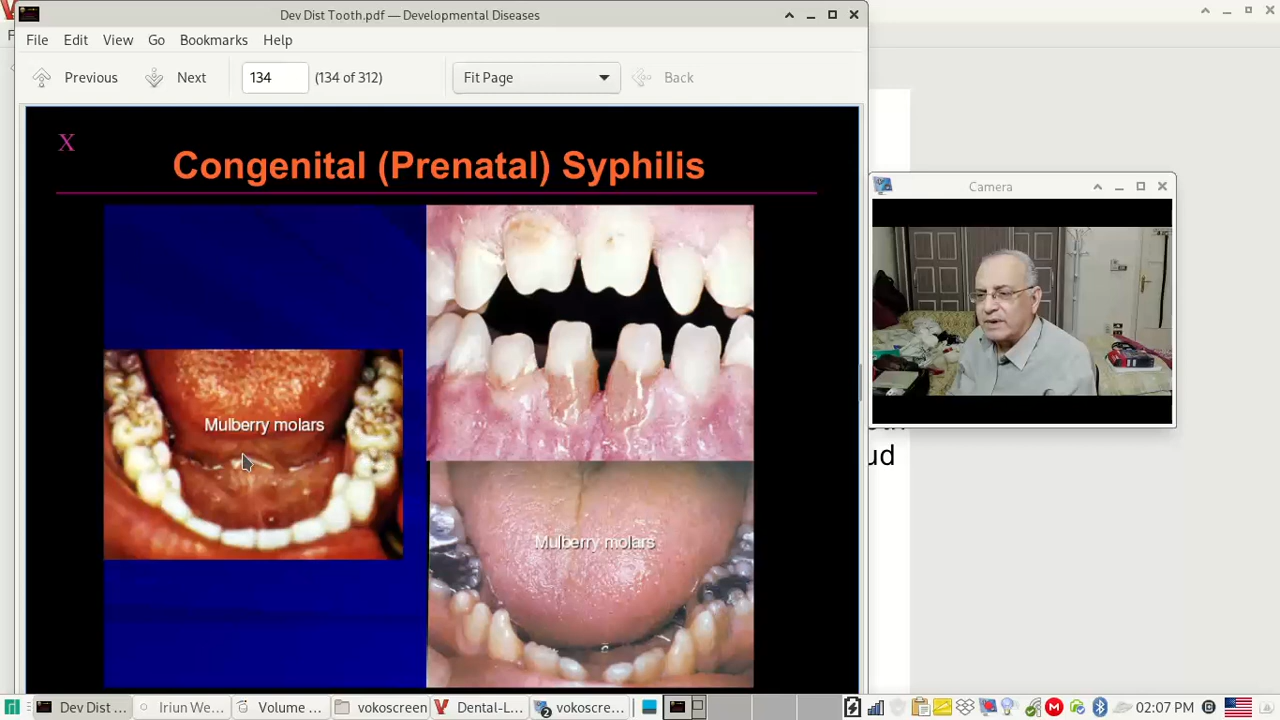 Dev Dist Tooth.pdf — Developmental Diseases
File Edit View Go Bookmarks Help
Previous Next 134 (134 of 312) Fit Page Back
X
Congenital (Prenatal) Syphilis
Mulberry molars
Mulberry molars
Camera
ud
Dev Dist ... Triun We... Volume ... vokoscreen Dental-L... vokoscre... 02:07 PM